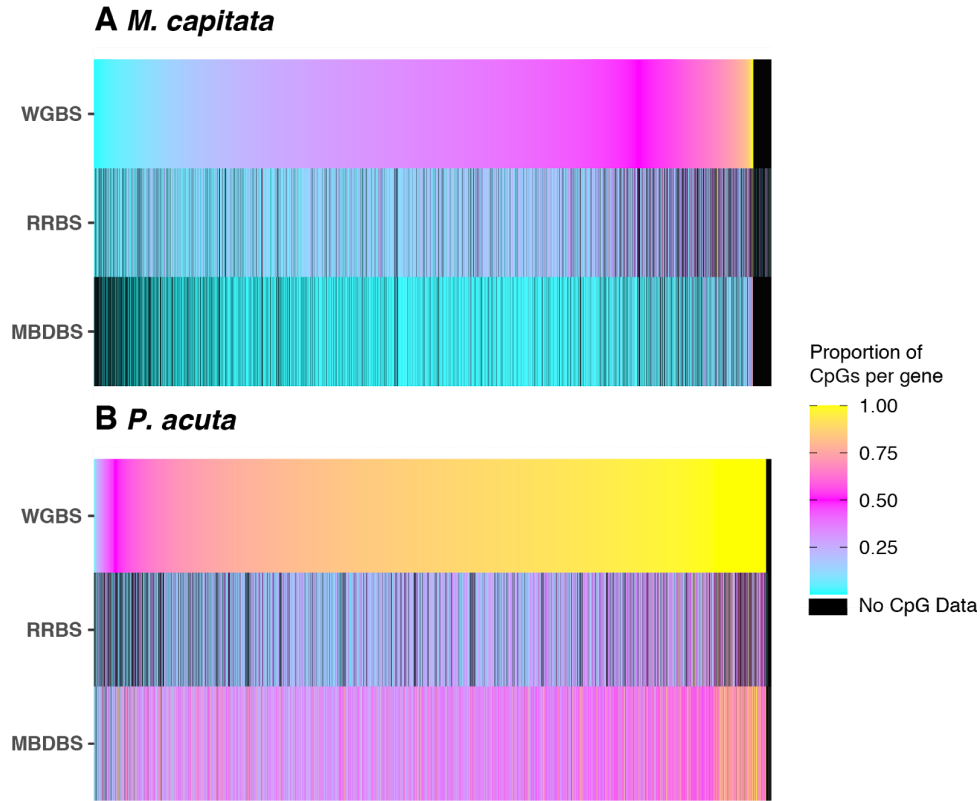 A M. capitata
WGBS
RRBS
MBDBS
B P. acuta
WGBS
RRBS
MBDBS
Proportion of
CpGs per gene
1.00
0.75
0.50
0.25
No CpG Data